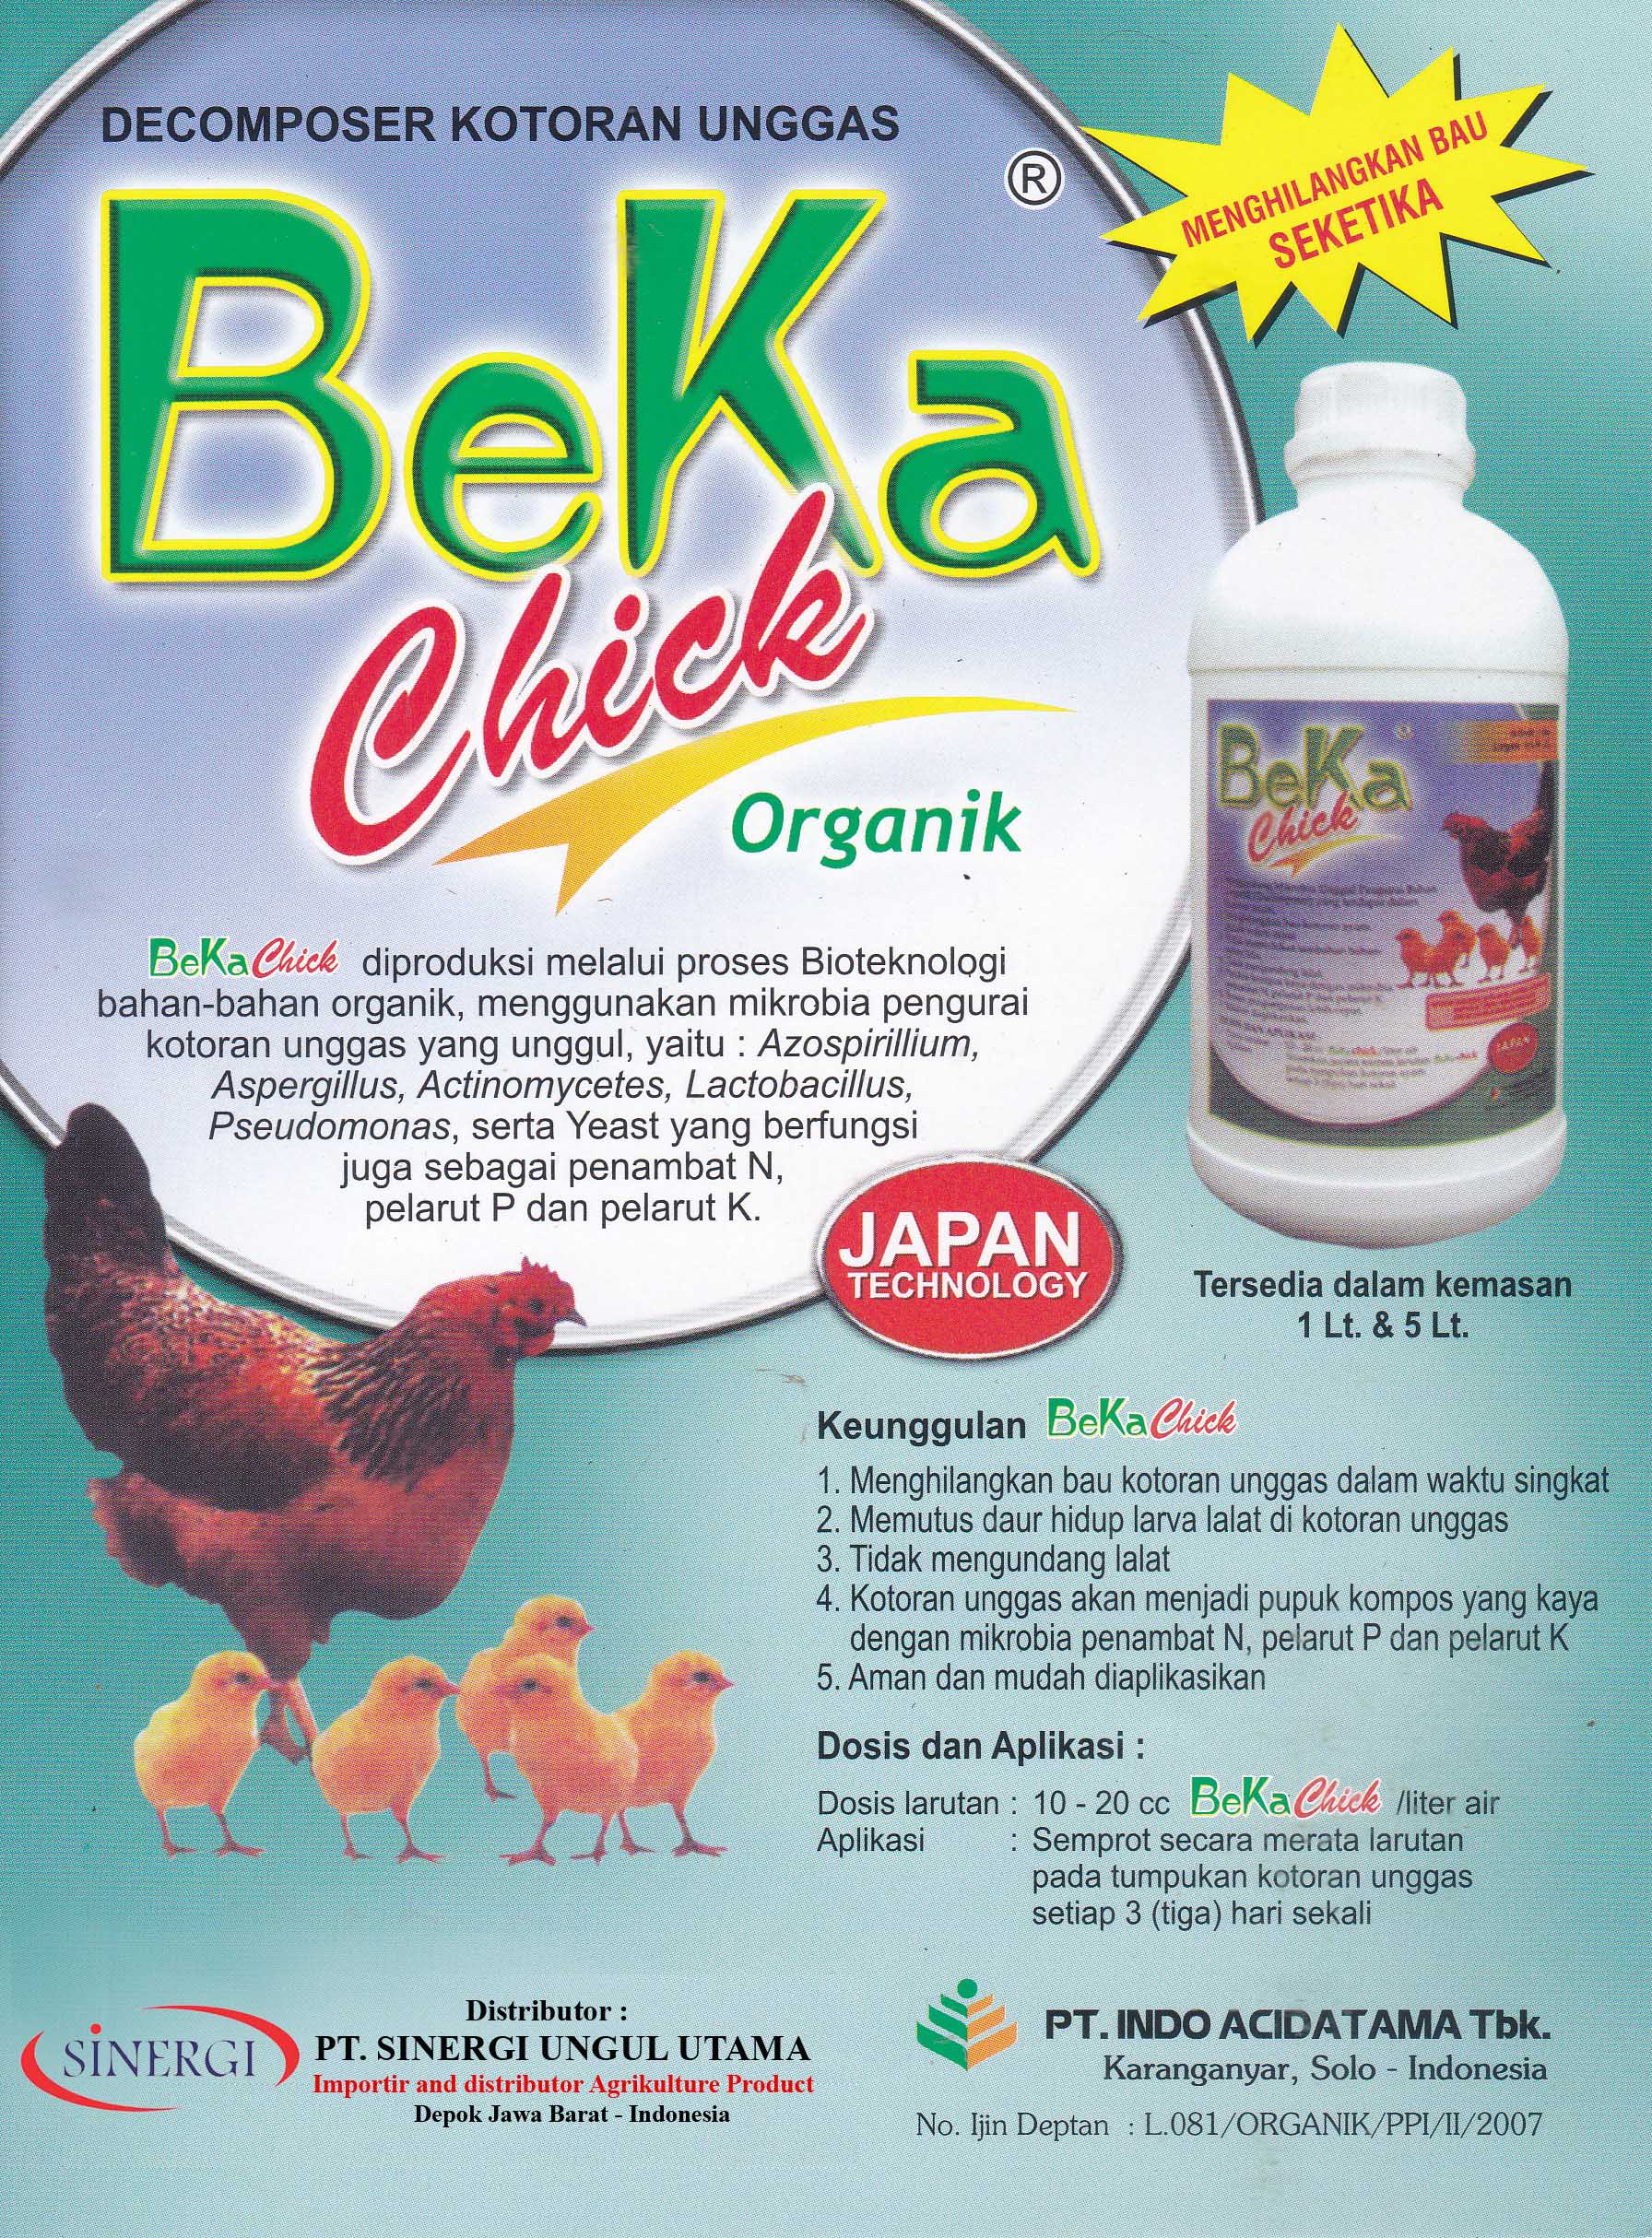 DECOMPOSER KOTORAN UNGGAS
BeKa ®
Chick
Organik
MENGHILANGKAN BAU
SEKETIKA
BeKa Chick diproduksi melalui proses Bioteknologi
bahan-bahan organik, menggunakan mikrobia pengurai
kotoran unggas yang unggul, yaitu : Azospirillium,
Aspergillus, Actinomycetes, Lactobacillus,
Pseudomonas, serta Yeast yang berfungsi
juga sebagai penambat N,
pelarut P dan pelarut K.
JAPAN
TECHNOLOGY
BeKa ®
Chick
JAPAN
Tersedia dalam kemasan
1 Lt. & 5 Lt.
Keunggulan BeKa Chick
1. Menghilangkan bau kotoran unggas dalam waktu singkat
2. Memutus daur hidup larva lalat di kotoran unggas
3. Tidak mengundang lalat
4. Kotoran unggas akan menjadi pupuk kompos yang kaya
dengan mikrobia penambat N, pelarut P dan pelarut K
5. Aman dan mudah diaplikasikan
Dosis dan Aplikasi :
Dosis larutan : 10 - 20 cc BeKa Chick /liter air
Aplikasi : Semprot secara merata larutan
pada tumpukan kotoran unggas
setiap 3 (tiga) hari sekali
SINERGI
Distributor :
PT. SINERGI UNGUL UTAMA
Importir and distributor Agrikulture Product
Depok Jawa Barat - Indonesia
PT. INDO ACIDATAMA Tbk.
Karanganyar, Solo - Indonesia
No. Ijin Deptan : L.081/ORGANIK/PPI/II/2007